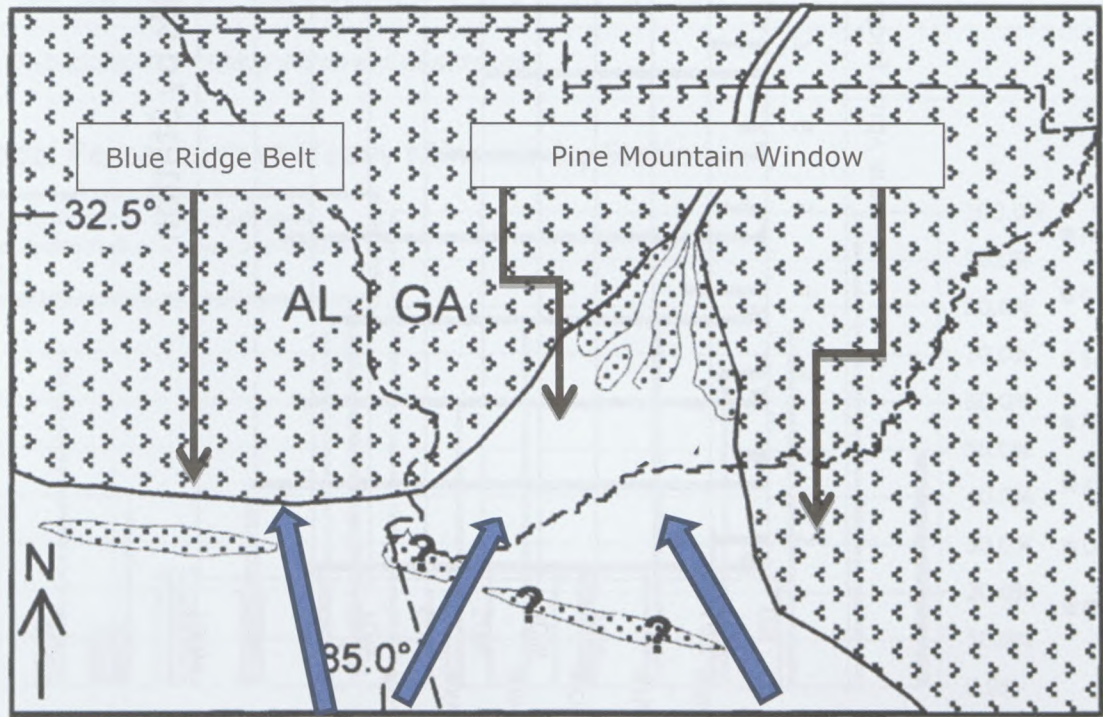 Blue Ridge Belt
Pine Mountain Window
32.5°
AL GA
?
?
?
N
85.0°